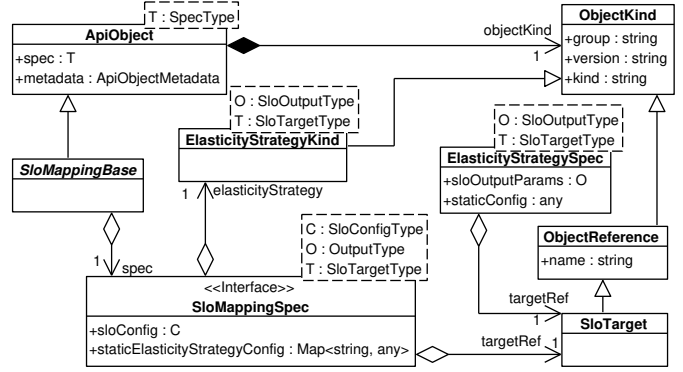 T : SpecType
ApiObject
+spec : T
+metadata : ApiObjectMetadata
objectKind
1
ObjectKind
+group : string
+version : string
+kind : string
O : SloOutputType
T : SloTargetType
ElasticityStrategyKind
O : SloOutputType
T : SloTargetType
ElasticityStrategySpec
+sloOutputParams : O
+staticConfig : any
SloMappingBase
1
elasticityStrategy
C : SloConfigType
O : OutputType
T : SloTargetType
ObjectReference
+name : string
1
spec
<<Interface>>
SloMappingSpec
+sloConfig : C
+staticElasticityStrategyConfig : Map<string, any>
targetRef
1
SloTarget
targetRef
1